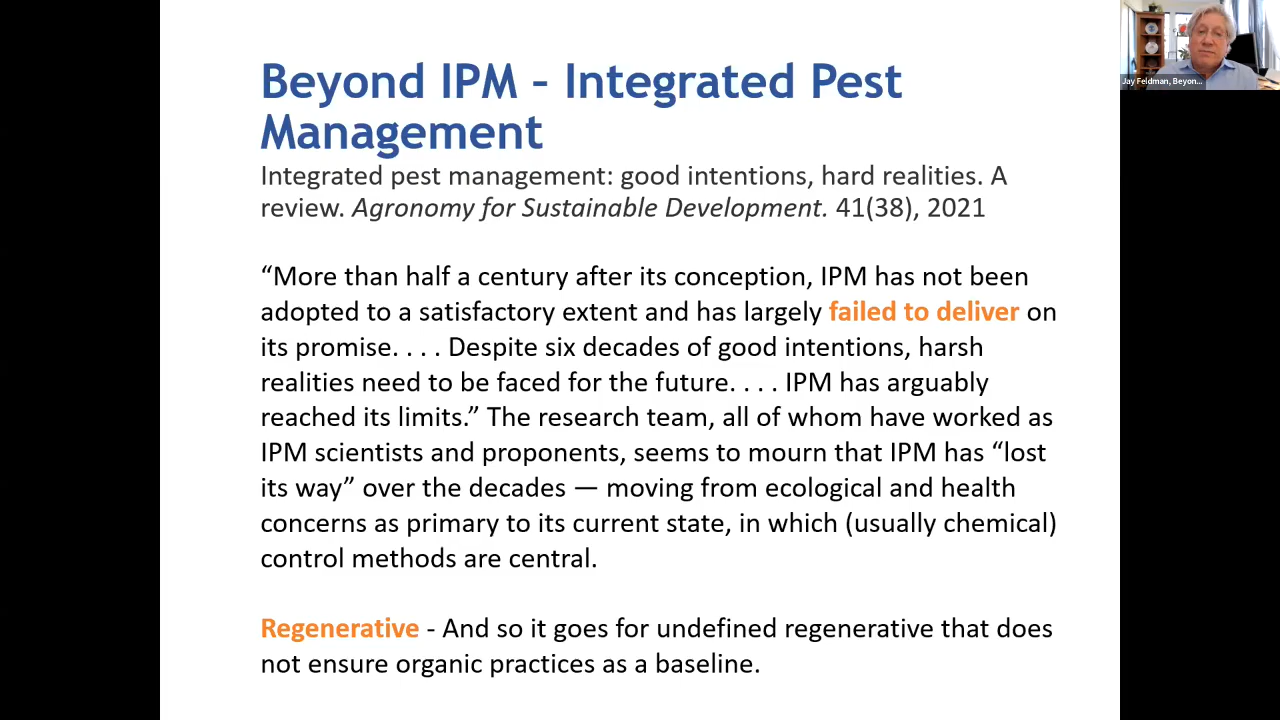 Beyond IPM – Integrated Pest
Management
Integrated pest management: good intentions, hard realities. A
review. Agronomy for Sustainable Development. 41(38), 2021
“More than half a century after its conception, IPM has not been
adopted to a satisfactory extent and has largely failed to deliver on
its promise. . . . Despite six decades of good intentions, harsh
realities need to be faced for the future. . . . IPM has arguably
reached its limits.” The research team, all of whom have worked as
IPM scientists and proponents, seems to mourn that IPM has “lost
its way” over the decades — moving from ecological and health
concerns as primary to its current state, in which (usually chemical)
control methods are central.
Regenerative - And so it goes for undefined regenerative that does
not ensure organic practices as a baseline.
Jay Feldman, Beyon...